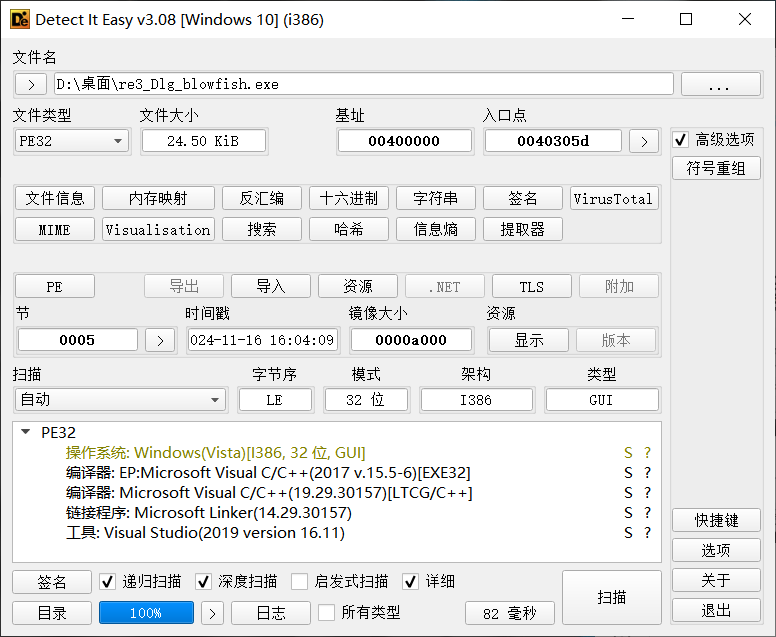 Detect It Easy v3.08 [Windows 10] (i386)
文件名
> D:\桌面\re3_Dlg_blowfish.exe ...
文件类型 文件大小 基址 入口点
PE32 24.50 KiB 00400000 0040305d > 高级选项
符号重组
文件信息 内存映射 反汇编 十六进制 字符串 签名 VirusTotal
MIME Visualisation 搜索 哈希 信息熵 提取器
PE 导出 导入 资源 .NET TLS 附加
节 时间戳 镜像大小 资源
0005 > 024-11-16 16:04:09 0000a000 显示 版本
扫描 字节序 模式 架构 类型
自动 LE 32 位 I386 GUI
PE32
操作系统: Windows(Vista)[I386, 32 位, GUI] S ?
编译器: EP:Microsoft Visual C/C++(2017 v.15.5-6)[EXE32] S ?
编译器: Microsoft Visual C/C++(19.29.30157)[LTCG/C++] S ?
链接程序: Microsoft Linker(14.29.30157) S ?
工具: Visual Studio(2019 version 16.11) S ?
快捷键
选项
签名 递归扫描 深度扫描 启发式扫描 详细 扫描 关于
目录 100% > 日志 所有类型 82 毫秒 退出